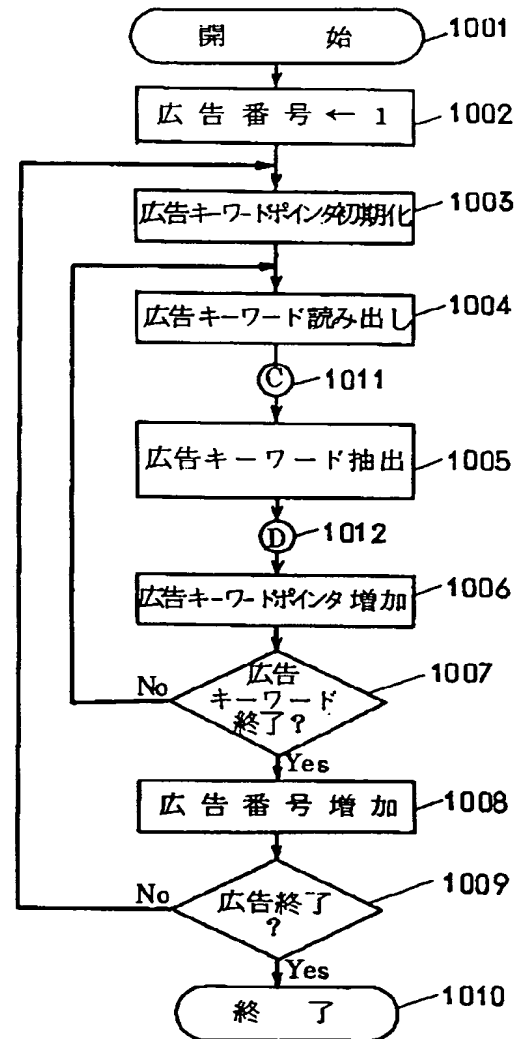 開始 1001
広告番号 ← 1 1002
広告キーワードポインタ初期化 1003
広告キーワード読み出し 1004
C 1011
広告キーワード抽出 1005
D 1012
広告キーワードポインタ増加 1006
広告
キーワード
終了? 1007
No
Yes
広告番号増加 1008
広告終了
? 1009
No
Yes
終了 1010